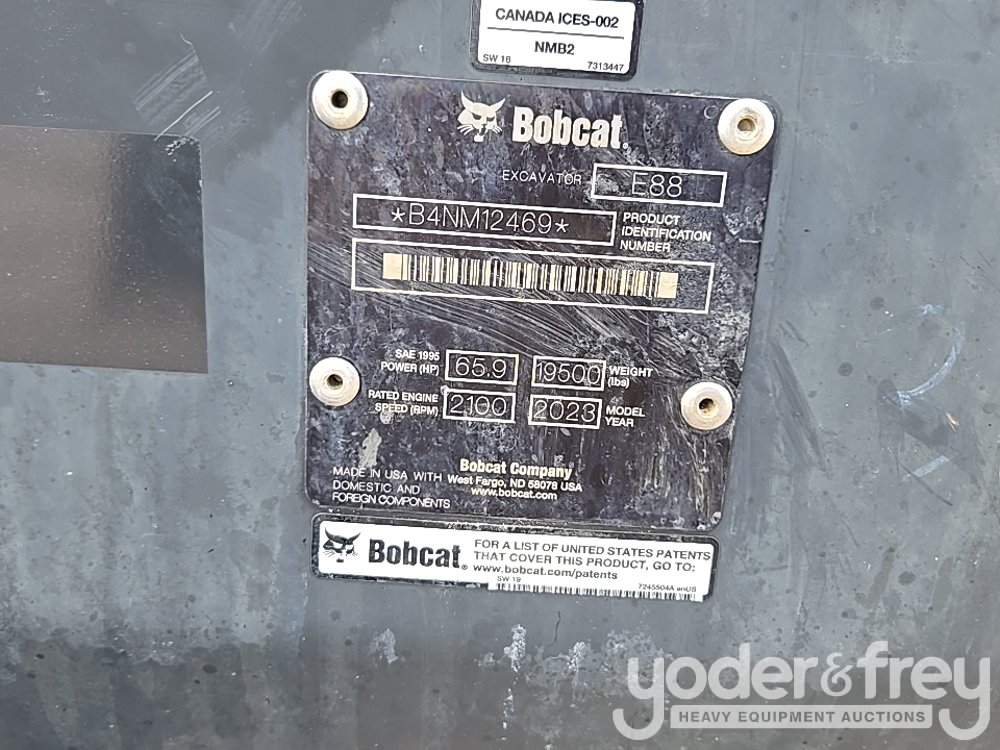 CANADA ICES-002
NMB2
SW 18 7313447
Bobcat
EXCAVATOR E88
*B4NM12469* PRODUCT IDENTIFICATION NUMBER
SAE 1995 POWER (HP) 65.9 19500 WEIGHT (lbs)
RATED ENGINE SPEED (RPM) 2100 2023 MODEL YEAR
Bobcat Company
West Fargo, ND 58078 USA
www.bobcat.com
MADE IN USA WITH
DOMESTIC AND
FOREIGN COMPONENTS
Bobcat
FOR A LIST OF UNITED STATES PATENTS
THAT COVER THIS PRODUCT, GO TO:
www.bobcat.com/patents
SW 19 7245504A enUS
yoder&frey
HEAVY EQUIPMENT AUCTIONS